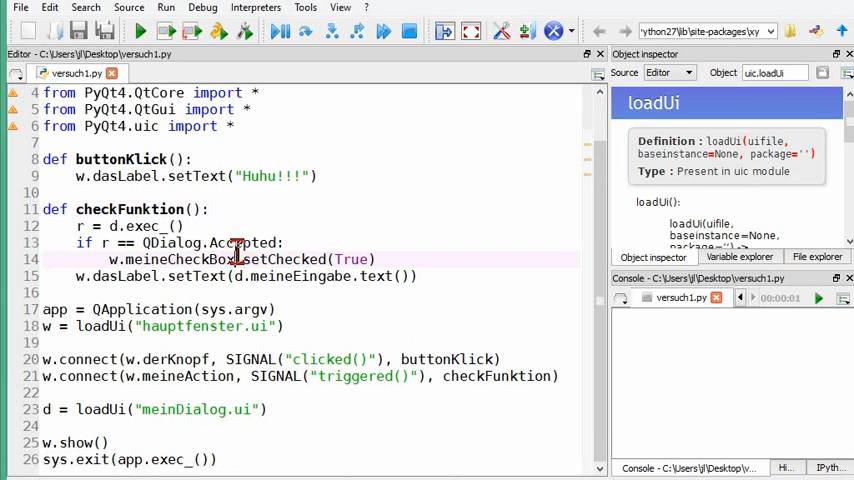 File Edit Search Source Run Debug Interpreters Tools View ?
ython27\lib\site-packages\xy
Editor - C:\Users\jl\Desktop\versuch1.py
versuch1.py
4 from PyQt4.QtCore import *
5 from PyQt4.QtGui import *
6 from PyQt4.uic import *
7
8 def buttonKlick():
9 w.dasLabel.setText("Huhu!!!")
10
11 def checkFunktion():
12 r = d.exec_()
13 if r == QDialog.Accepted:
14 w.meineCheckBox.setChecked(True)
15 w.dasLabel.setText(d.meineEingabe.text())
16
17 app = QApplication(sys.argv)
18 w = loadUi("hauptfenster.ui")
19
20 w.connect(w.derKnopf, SIGNAL("clicked()"), buttonKlick)
21 w.connect(w.meineAction, SIGNAL("triggered()"), checkFunktion)
22
23 d = loadUi("meinDialog.ui")
24
25 w.show()
26 sys.exit(app.exec_())
Object inspector
Source Editor Object uic.loadUi
loadUi
Definition : loadUi(uifile,
baseinstance=None, package='')
Type : Present in uic module
loadUi():
loadUi(uifile,
baseinstance=None,
package='') ->
Object inspector Variable explorer File explorer
Console
versuch1.py 00:00:01
Console - C:\Users\jl\Desktop\ve... Hi... IPyth...